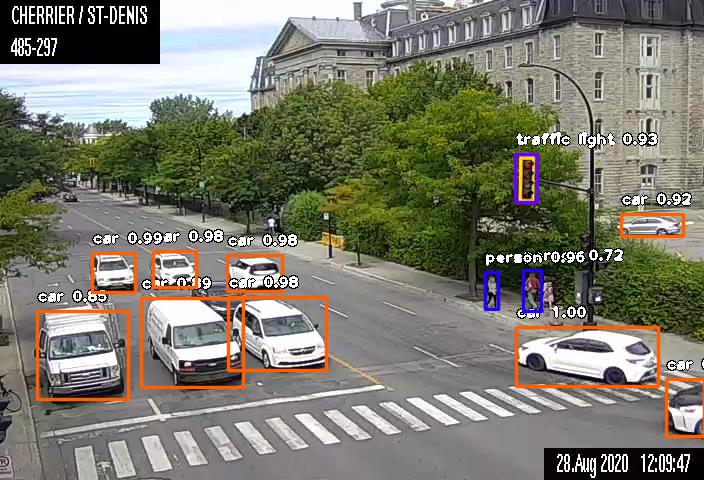 CHERRIER / ST-DENIS
485-297
traffic light 0.93
car 0.92
car 0.99
car 0.98
car 0.98
person 0.96
0.72
car 0.98
car 0.85
car 1.00
car
28.Aug 2020 12:09:47